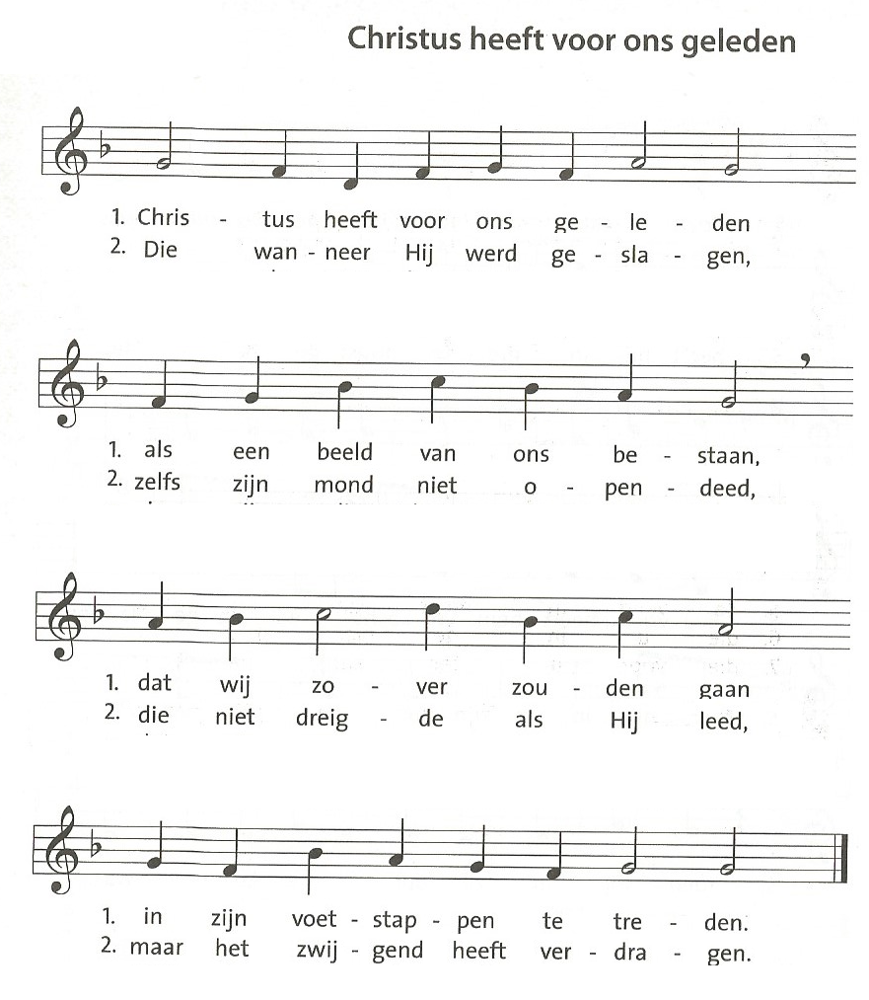 Christus heeft voor ons geleden
1. Chris - tus heeft voor ons ge - le - den
2. Die wan - neer Hij werd ge - sla - gen,
1. als een beeld van ons be - staan,
2. zelfs zijn mond niet o - pen - deed,
1. dat wij zo - ver zou - den gaan
2. die niet dreig - de als Hij leed,
1. in zijn voet - stap - pen te tre - den.
2. maar het zwij - gend heeft ver - dra - gen.